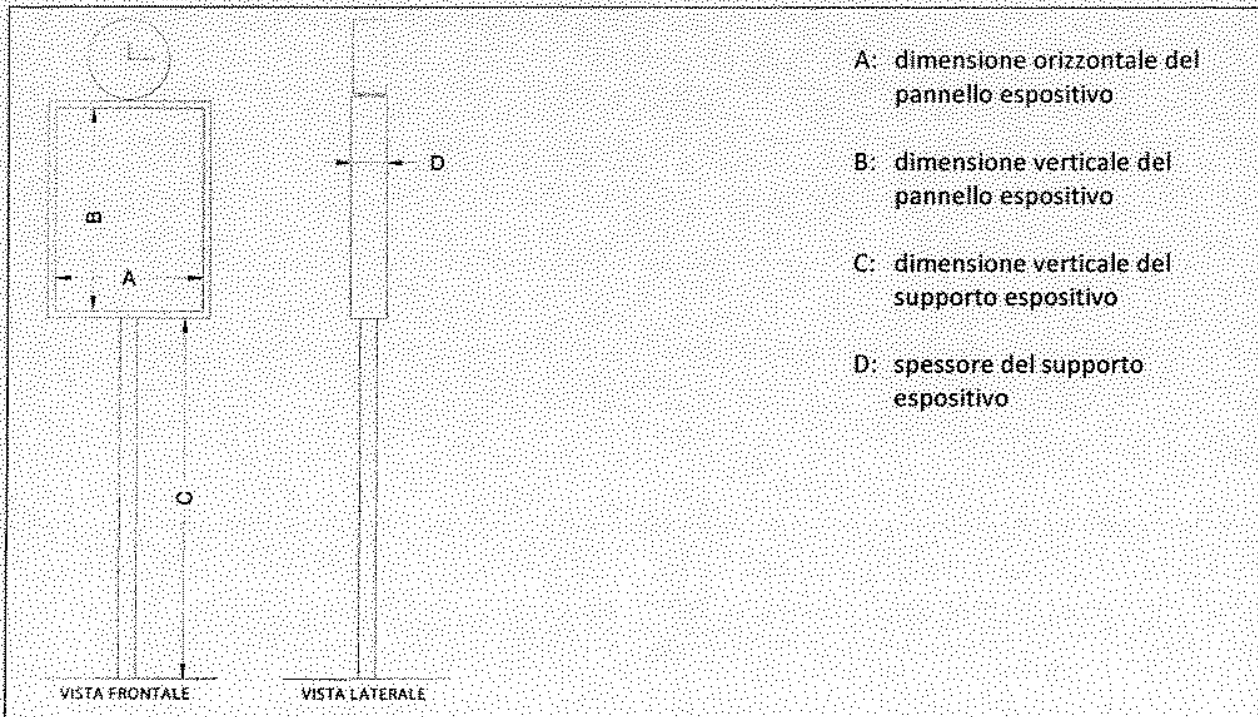 A: dimensione orizzontale del
pannello espositivo
B: dimensione verticale del
pannello espositivo
C: dimensione verticale del
supporto espositivo
D: spessore del supporto
espositivo
B
A
C
D
VISTA FRONTALE
VISTA LATERALE